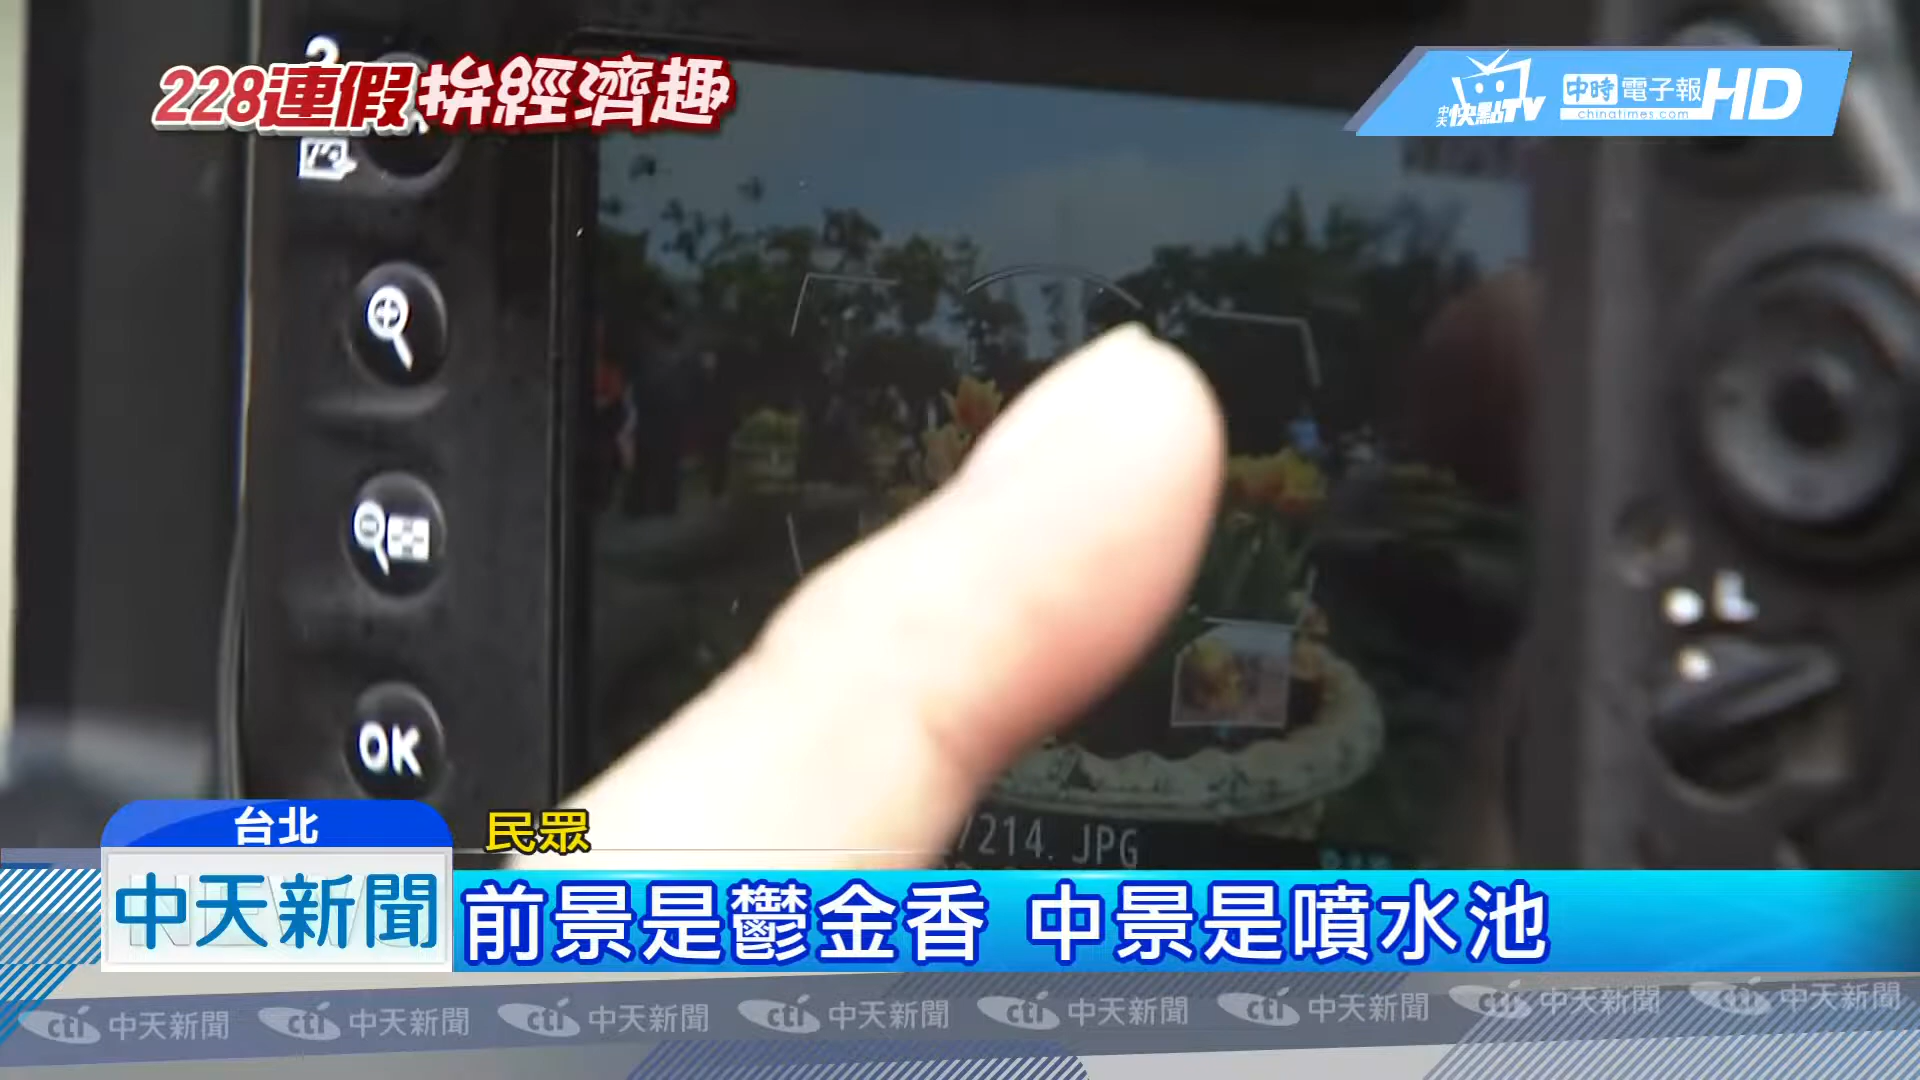 228連假拚經濟趣
中天快點TV 中時電子報 HD
chinatimes.com
OK
7214. JPG
台北
民眾
中天新聞
前景是鬱金香 中景是噴水池
cti 中天新聞 cti 中天新聞 cti 中天新聞 cti 中天新聞 cti 中天新聞 cti 中天新聞 cti 中天新聞 cti 中天新聞